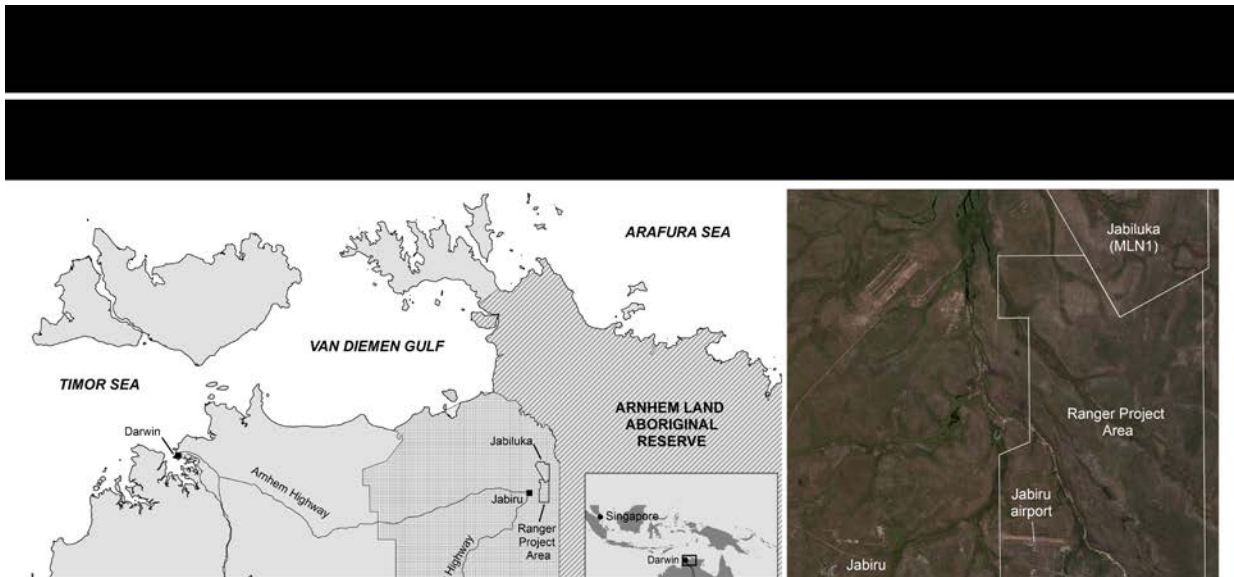 ARAFURA SEA
VAN DIEMEN GULF
TIMOR SEA
Darwin
Arnhem Highway
ARNHEM LAND
ABORIGINAL
RESERVE
Jabiluka
Jabiru
Ranger
Project
Area
Highway
Singapore
Darwin
Jabiluka
(MLN1)
Ranger Project
Area
Jabiru
airport
Jabiru